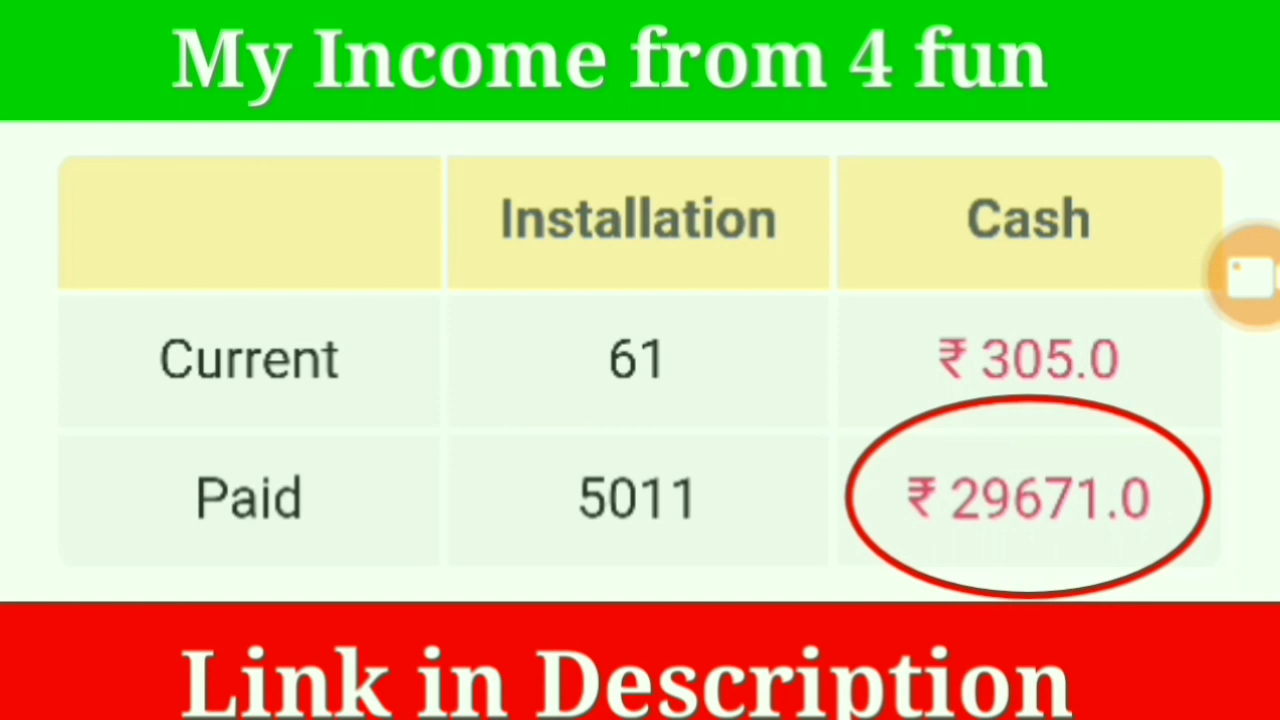 My Income from 4 fun
Installation Cash
Current 61 ₹ 305.0
Paid 5011 ₹ 29671.0
Link in Description